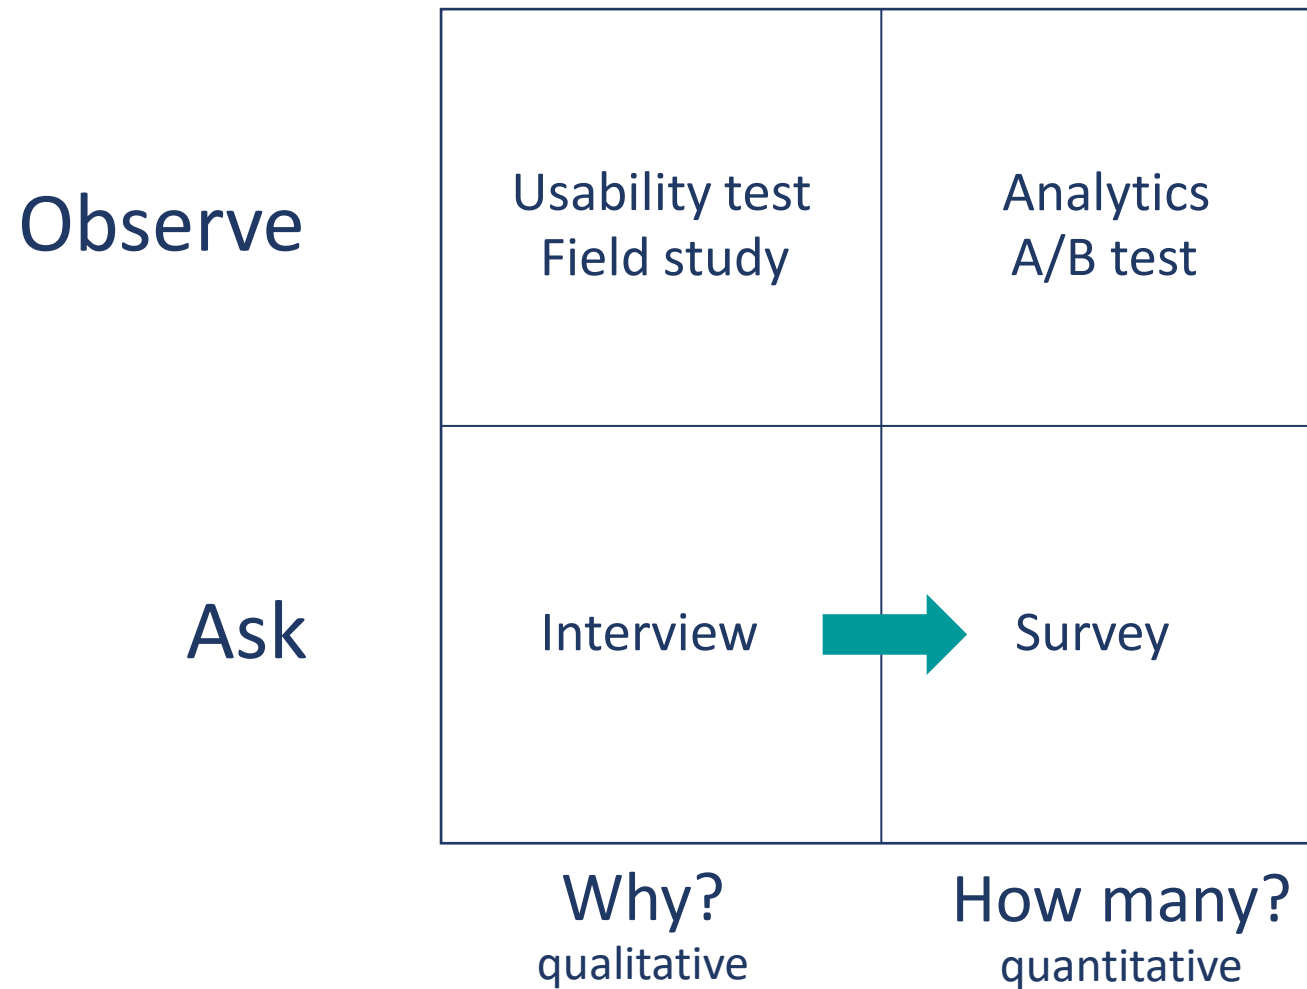 Observe
Usability test
Field study
Analytics
A/B test
Ask
Interview
Survey
Why?
qualitative
How many?
quantitative